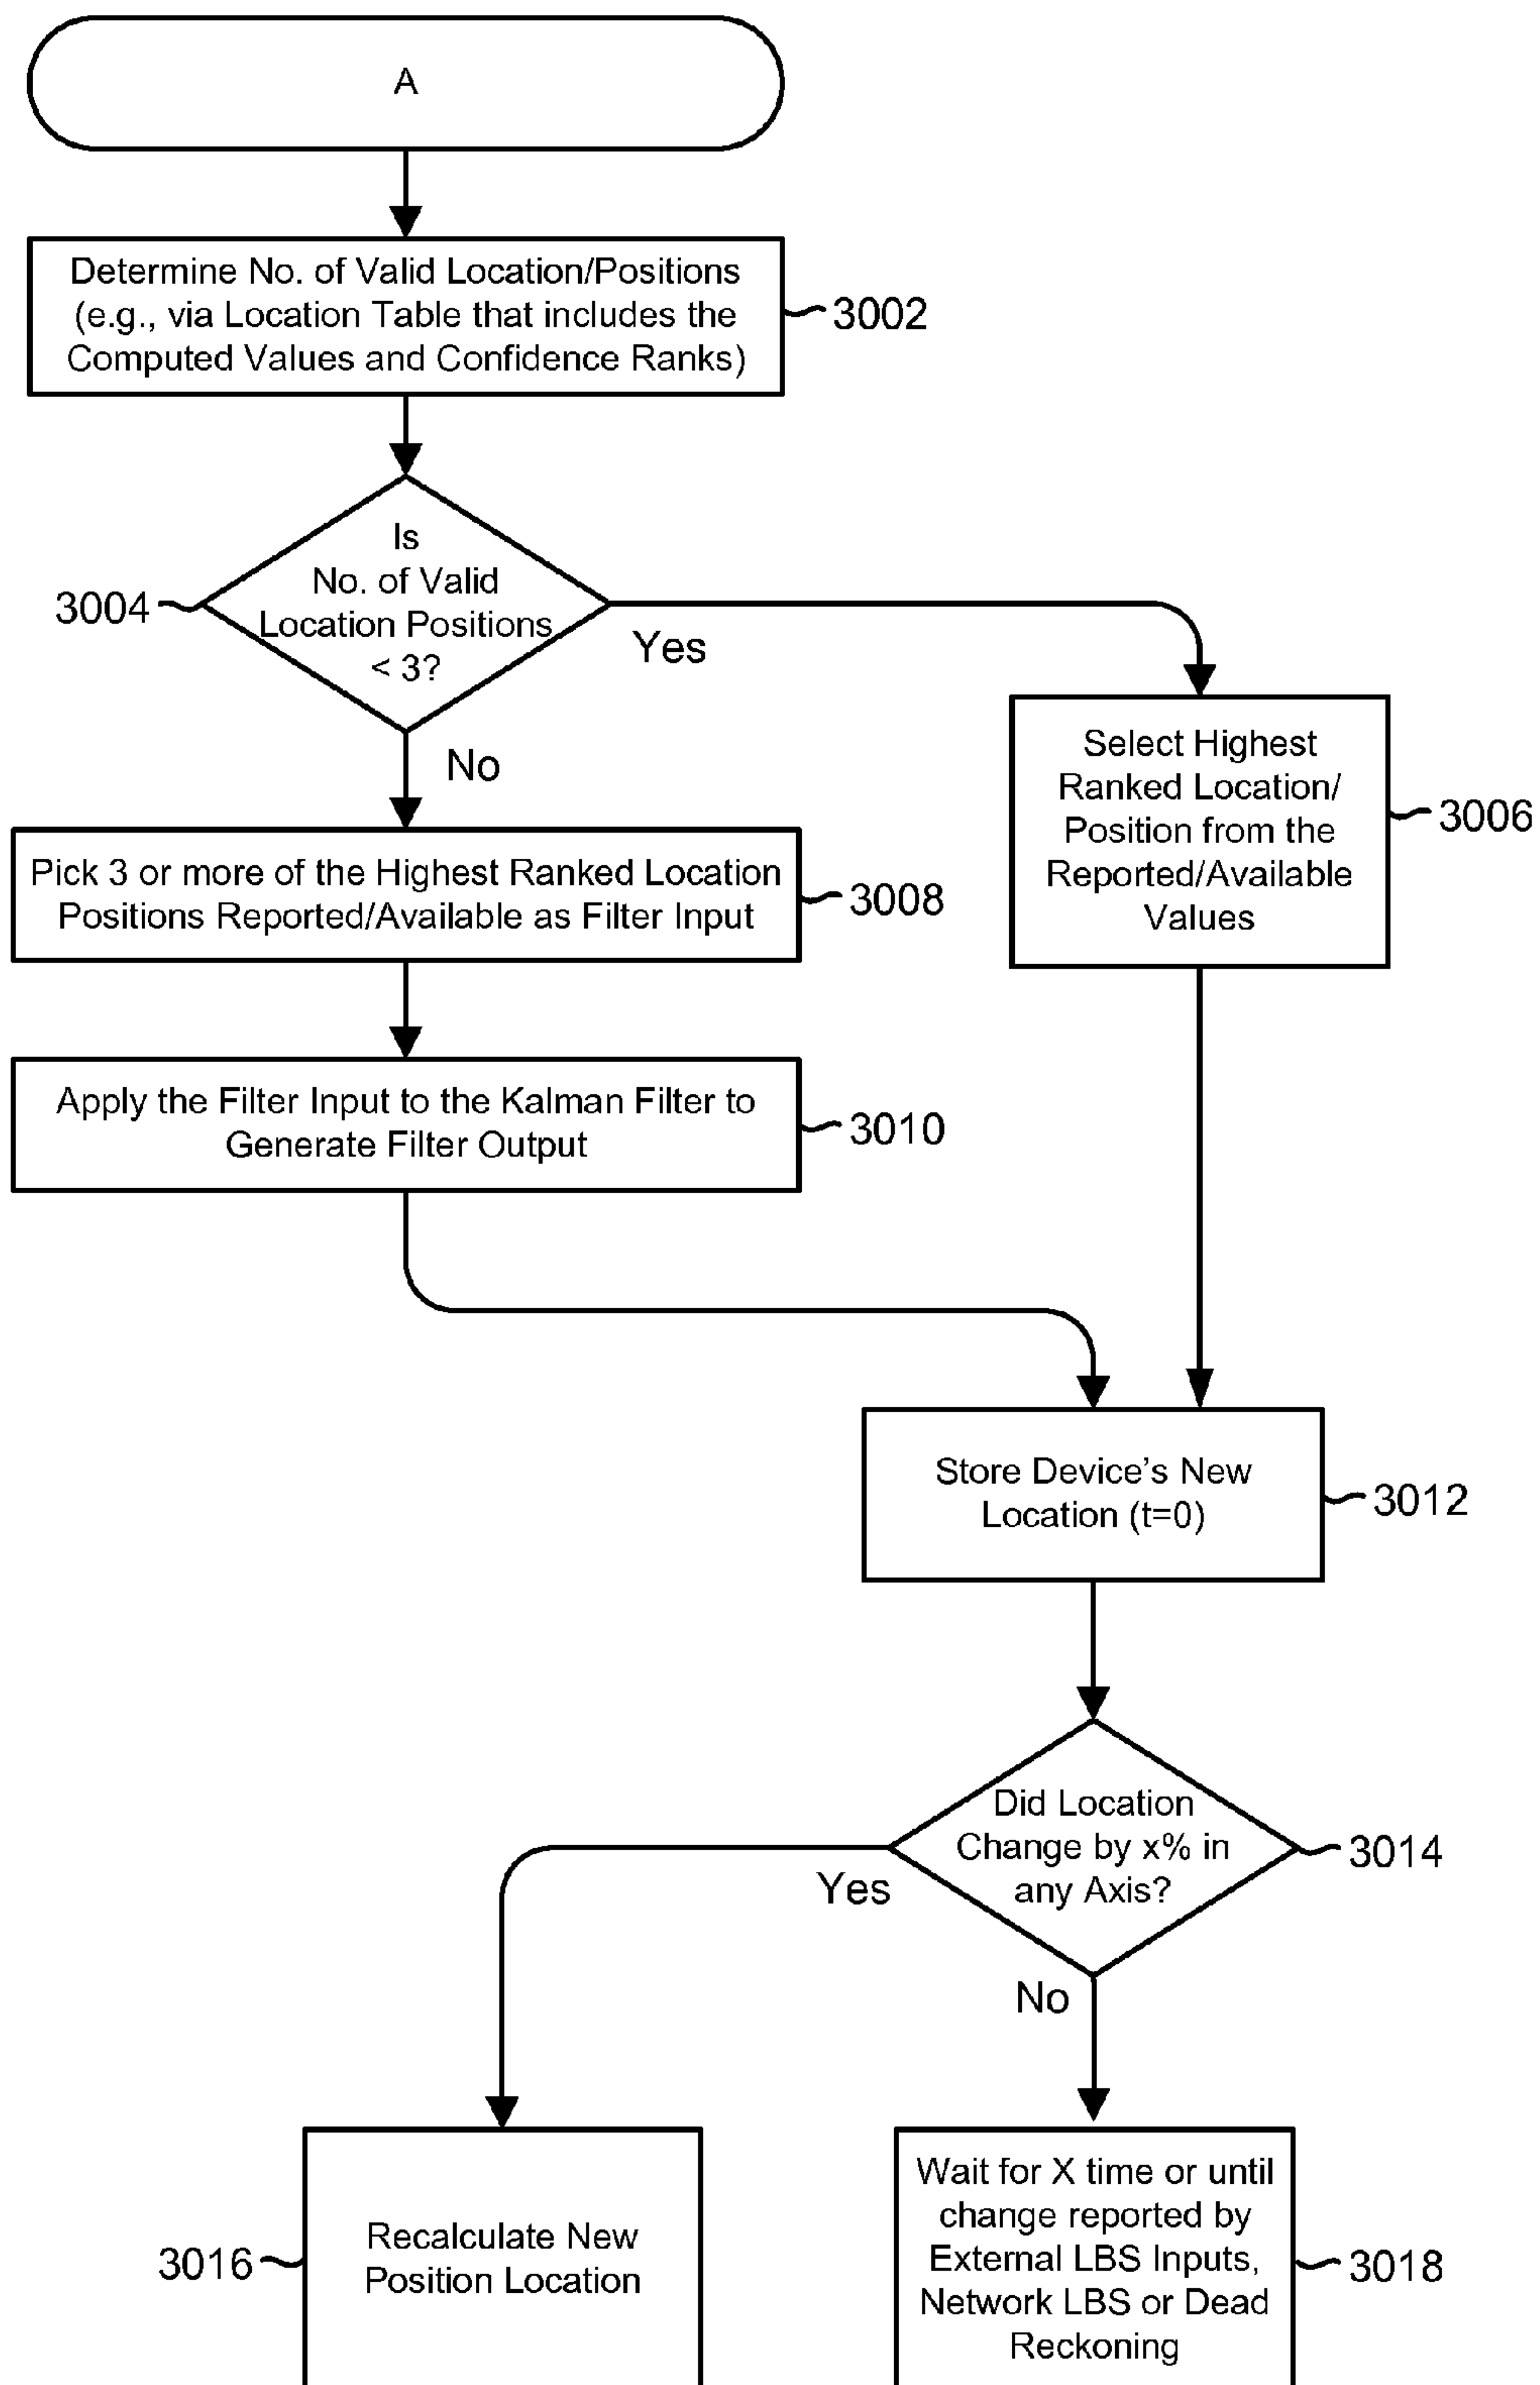 A
Determine No. of Valid Location/Positions
(e.g., via Location Table that includes the
Computed Values and Confidence Ranks)
3002
Is
No. of Valid
Location Positions
< 3?
3004
Yes
No
Select Highest
Ranked Location/
Position from the
Reported/Available
Values
3006
Pick 3 or more of the Highest Ranked Location
Positions Reported/Available as Filter Input
3008
Apply the Filter Input to the Kalman Filter to
Generate Filter Output
3010
Store Device's New
Location (t=0)
3012
Did Location
Change by x% in
any Axis?
3014
Yes
No
Recalculate New
Position Location
3016
Wait for X time or until
change reported by
External LBS Inputs,
Network LBS or Dead
Reckoning
3018